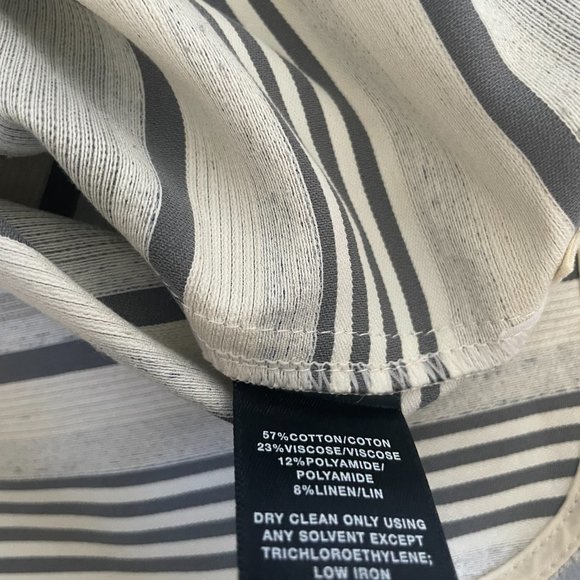 57%COTTON/COTON
23%VISCOSE/VISCOSE
12%POLYAMIDE/
POLYAMIDE
8%LINEN/LIN
DRY CLEAN ONLY USING
ANY SOLVENT EXCEPT
TRICHLOROETHYLENE;
LOW IRON